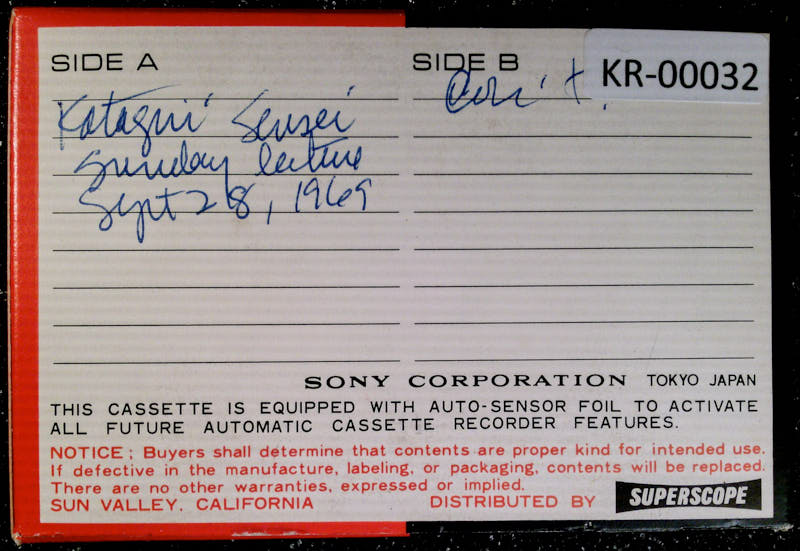 SIDE A
Katagiri Sensei
Sunday lecture
Sept 28, 1969
SIDE B
Con't.
KR-00032
SONY CORPORATION TOKYO JAPAN
THIS CASSETTE IS EQUIPPED WITH AUTO-SENSOR FOIL TO ACTIVATE
ALL FUTURE AUTOMATIC CASSETTE RECORDER FEATURES.
NOTICE; Buyers shall determine that contents are proper kind for intended use.
If defective in the manufacture, labeling, or packaging, contents will be replaced.
There are no other warranties, expressed or implied.
SUN VALLEY. CALIFORNIA DISTRIBUTED BY SUPERSCOPE